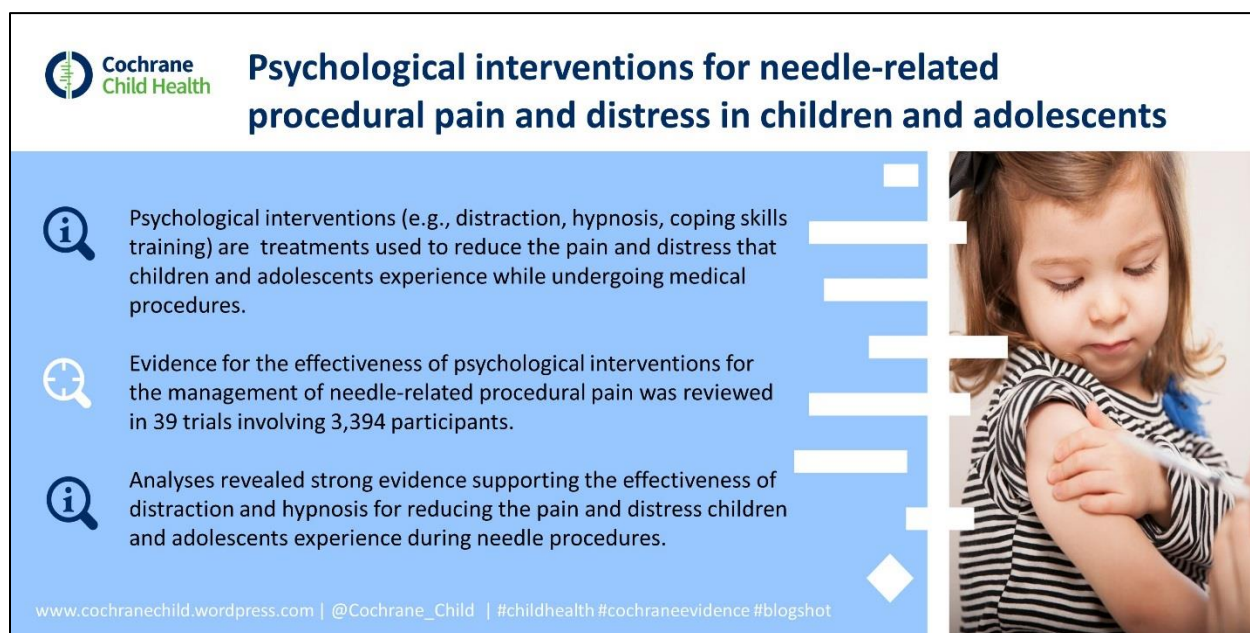 Cochrane
Child Health
Psychological interventions for needle-related
procedural pain and distress in children and adolescents
Psychological interventions (e.g., distraction, hypnosis, coping skills
training) are  treatments used to reduce the pain and distress that
children and adolescents experience while undergoing medical
procedures.
Evidence for the effectiveness of psychological interventions for
the management of needle-related procedural pain was reviewed
in 39 trials involving 3,394 participants.
Analyses revealed strong evidence supporting the effectiveness of
distraction and hypnosis for reducing the pain and distress children
and adolescents experience during needle procedures.
www.cochranechild.wordpress.com | @Cochrane_Child | #childhealth #cochraneevidence #blogshot